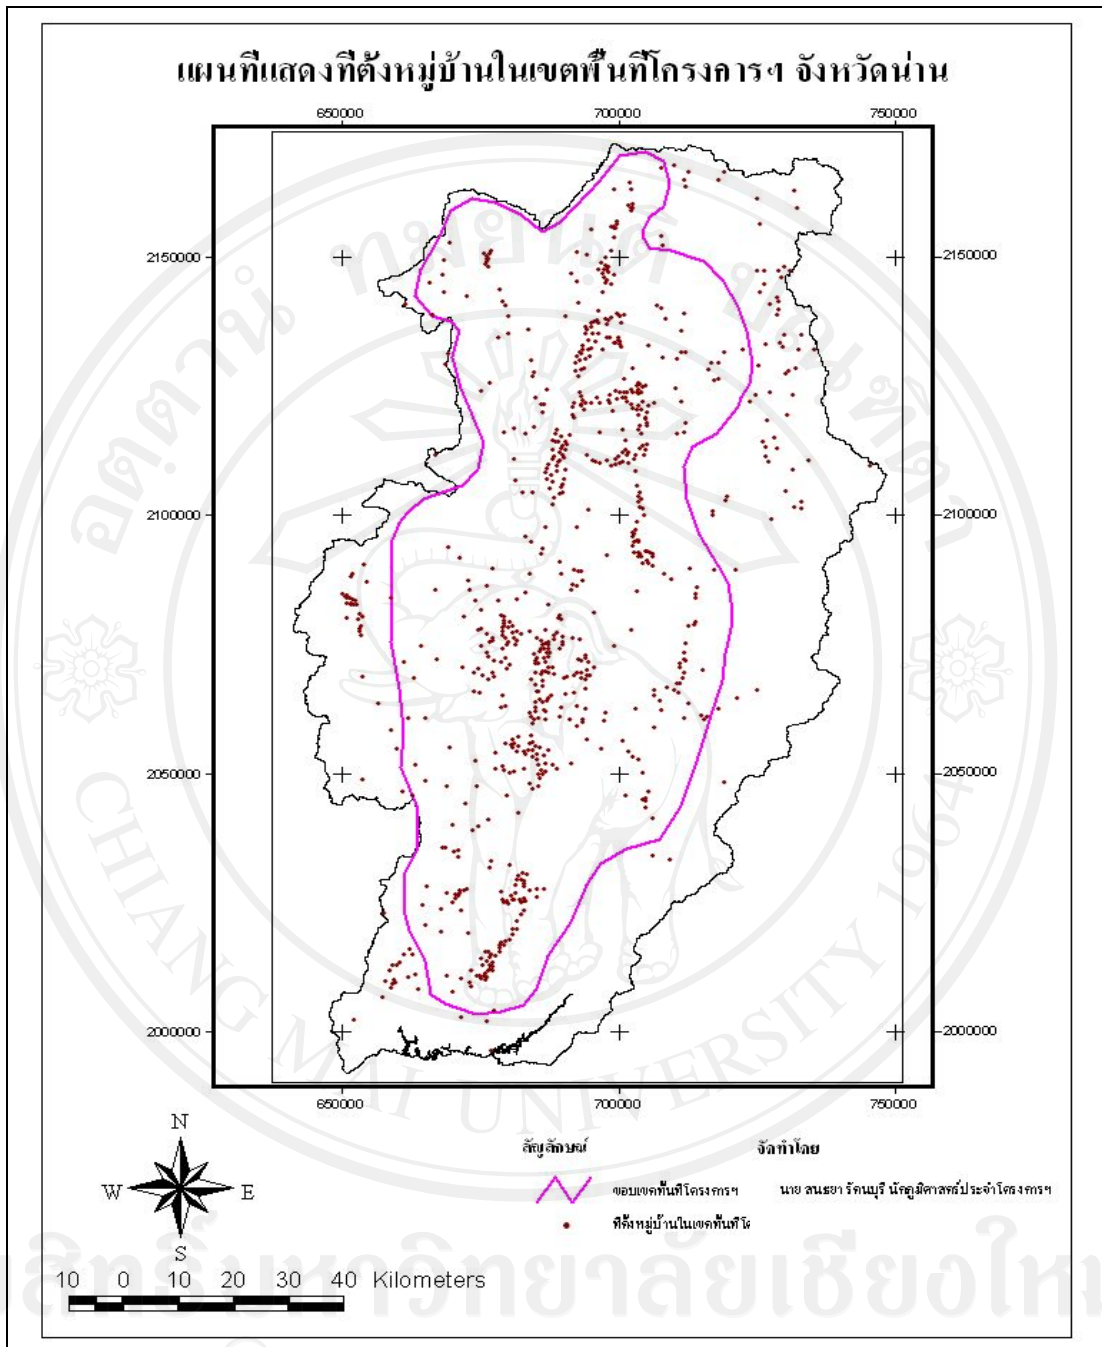 แผนที่แสดงที่ตั้งหมู่บ้านในเขตพื้นที่โครงการฯ จังหวัดน่าน
650000 700000 750000
2150000 2150000
2100000 2100000
2050000 2050000
2000000 2000000
650000 700000 750000
CHIANG MAI UNIVERSITY 1964
N
W E
S
สัญลักษณ์ จัดทำโดย
ขอบเขตพื้นที่โครงการฯ นาย สนธยา รัตนบุรี นักภูมิศาสตร์ประจำโครงการฯ
ที่ตั้งหมู่บ้านในเขตพื้นที่โ
10 0 10 20 30 40 Kilometers